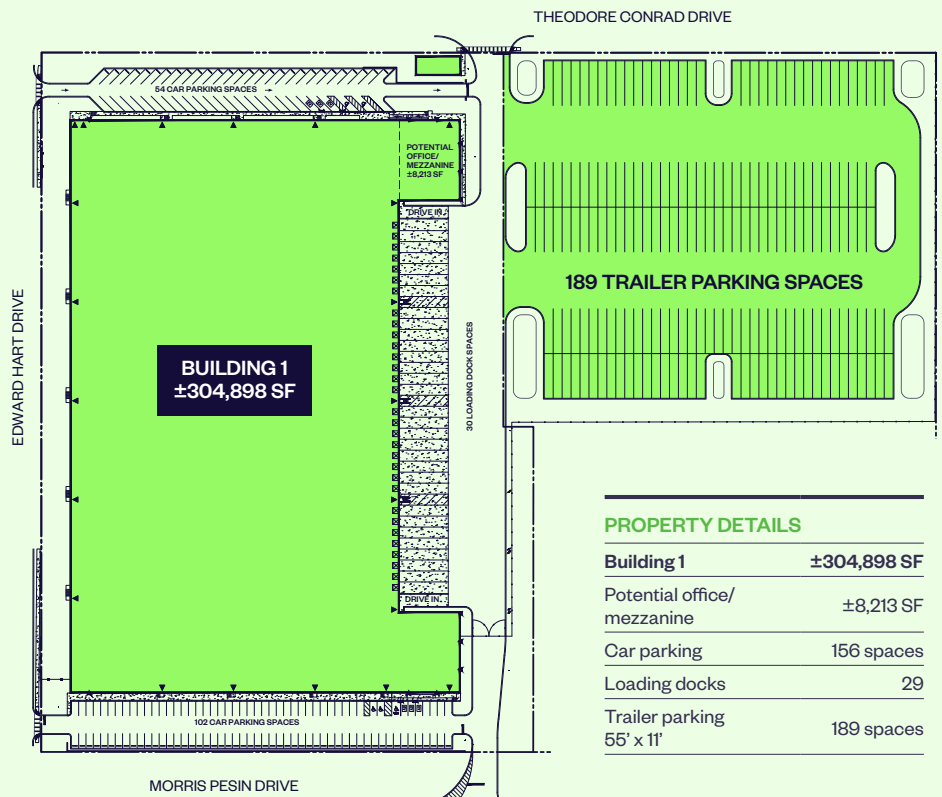 THEODORE CONRAD DRIVE
54 CAR PARKING SPACES
POTENTIAL
OFFICE/
MEZZANINE
±8,213 SF
DRIVE IN
189 TRAILER PARKING SPACES
EDWARD HART DRIVE
BUILDING 1
±304,898 SF
30 LOADING DOCK SPACES
DRIVE IN
102 CAR PARKING SPACES
MORRIS PESIN DRIVE
PROPERTY DETAILS
Building 1 ±304,898 SF
Potential office/
mezzanine ±8,213 SF
Car parking 156 spaces
Loading docks 29
Trailer parking
55' x 11' 189 spaces